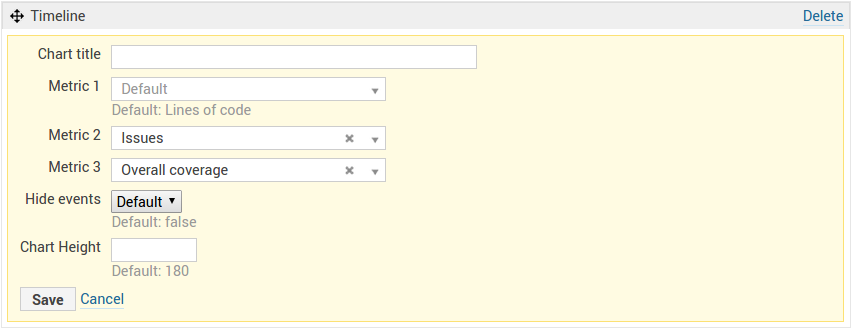 Timeline Delete
Chart title
Metric 1 Default
Default: Lines of code
Metric 2 Issues
Metric 3 Overall coverage
Hide events Default
Default: false
Chart Height
Default: 180
Save Cancel